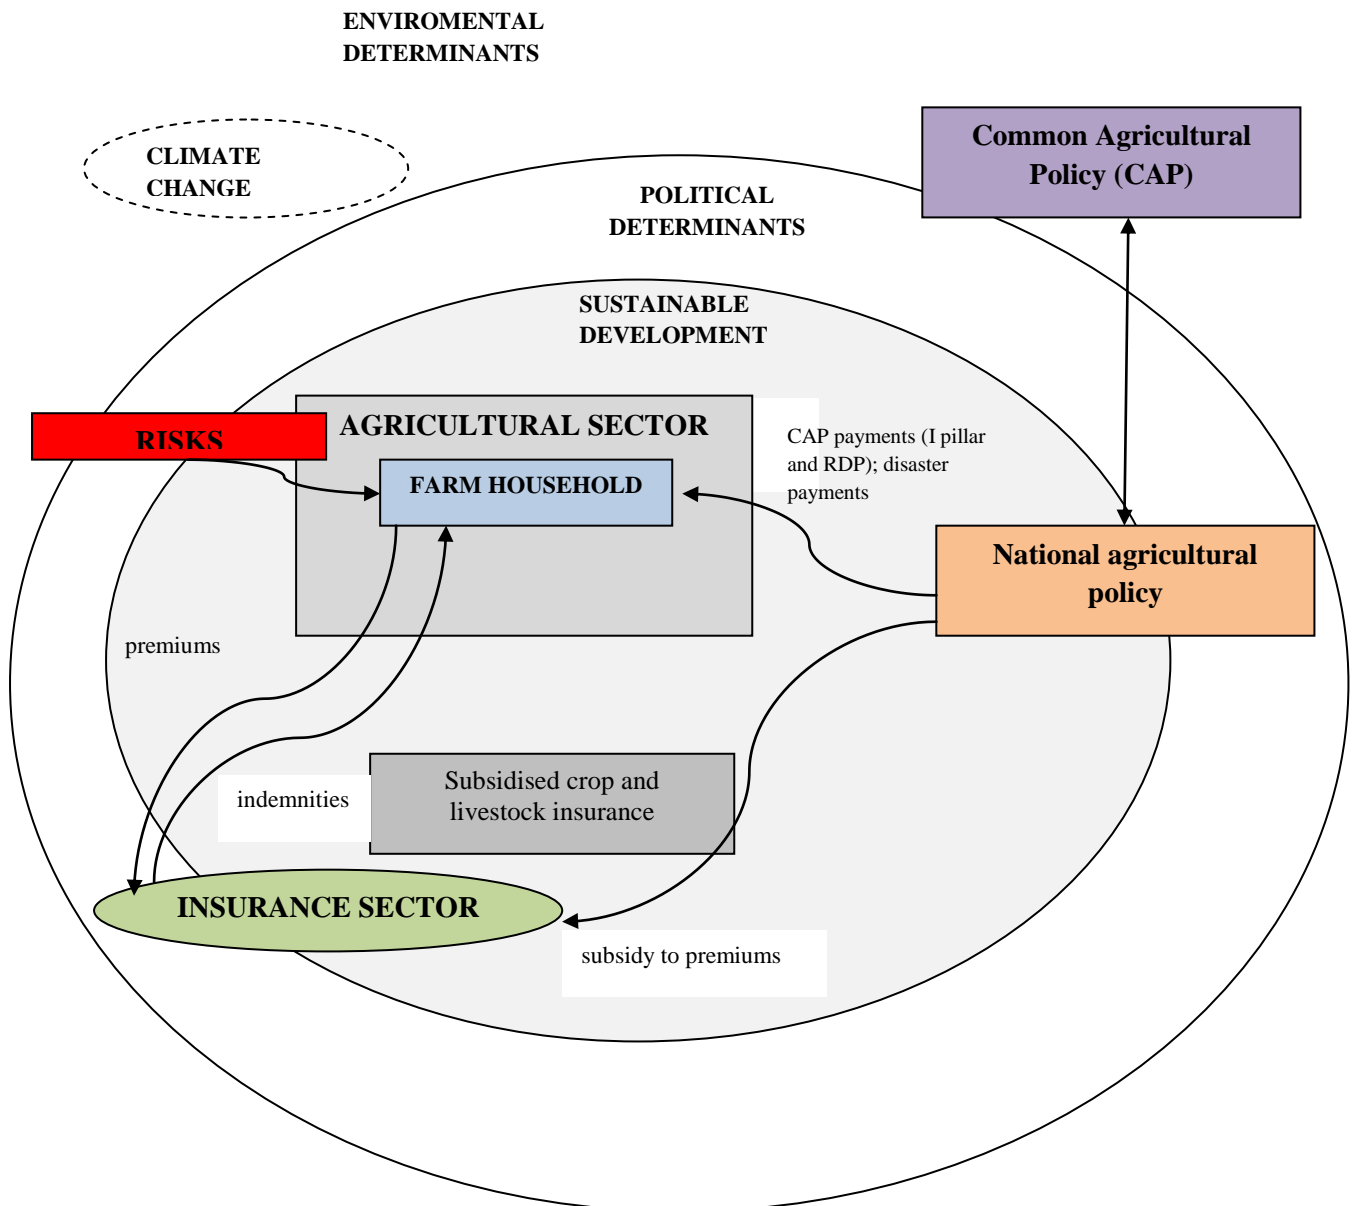 ENVIROMENTAL
DETERMINANTS
CLIMATE
CHANGE
Common Agricultural
Policy (CAP)
POLITICAL
DETERMINANTS
SUSTAINABLE
DEVELOPMENT
RISKS
AGRICULTURAL SECTOR
FARM HOUSEHOLD
CAP payments (I pillar
and RDP); disaster
payments
National agricultural
policy
premiums
indemnities
Subsidised crop and
livestock insurance
INSURANCE SECTOR
subsidy to premiums